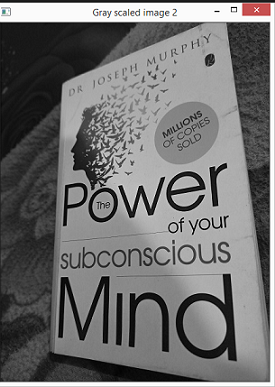 Gray scaled image 2
DR JOSEPH MURPHY
MILLIONS
OF COPIES
SOLD
The Power
of your
subconscious
Mind